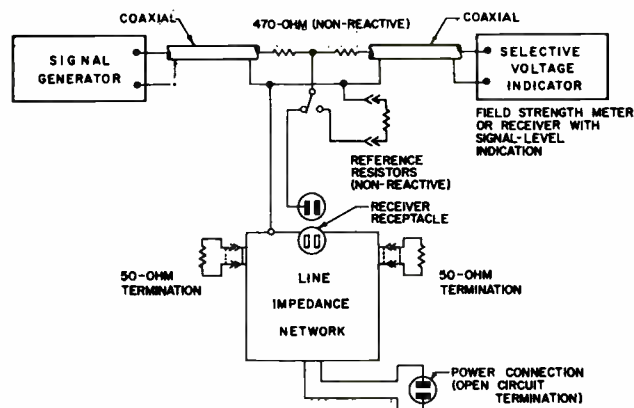 COAXIAL
470-OHM (NON-REACTIVE)
COAXIAL
SIGNAL
GENERATOR
SELECTIVE
VOLTAGE
INDICATOR
FIELD STRENGTH METER
OR RECEIVER WITH
SIGNAL-LEVEL
INDICATION
REFERENCE
RESISTORS
(NON-REACTIVE)
RECEIVER
RECEPTACLE
50-OHM
TERMINATION
LINE
IMPEDANCE
NETWORK
50-OHM
TERMINATION
POWER CONNECTION
(OPEN CIRCUIT
TERMINATION)